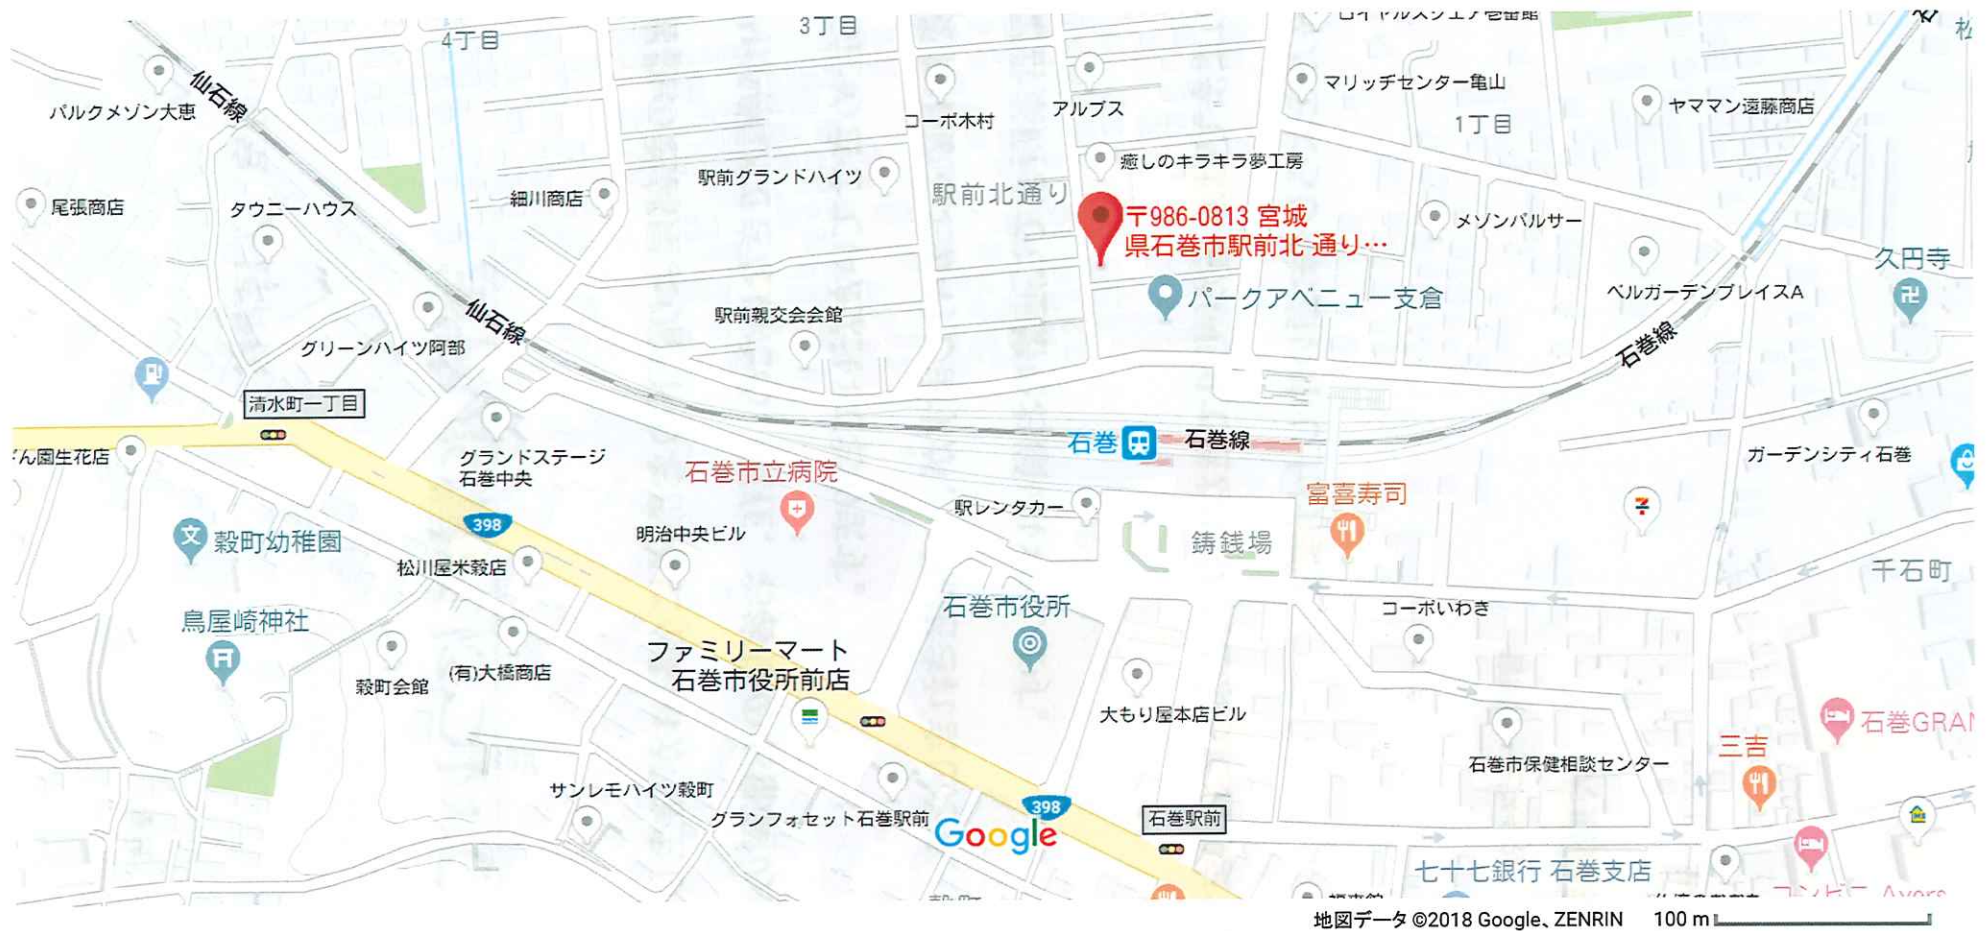 4丁目
3丁目
仙石線
パルクメゾン大恵
コーポ木村
アルプス
マリッヂセンター亀山
1丁目
ヤママン遠藤商店
癒しのキラキラ夢工房
駅前グランドハイツ
駅前北通り
尾張商店
タウニーハウス
細川商店
〒986-0813 宮城
県石巻市駅前北 通り…
メゾンバルサー
久円寺
パークアベニュー支倉
ベルガーデンプレイスA
仙石線
駅前親交会会館
グリーンハイツ阿部
石巻線
清水町一丁目
石巻
石巻線
ん園生花店
グランドステージ
石巻中央
石巻市立病院
ガーデンシティ石巻
富喜寿司
駅レンタカー
398
明治中央ビル
鋳銭場
穀町幼稚園
松川屋米穀店
千石町
石巻市役所
コーポいわき
鳥屋崎神社
ファミリーマート
石巻市役所前店
(有)大橋商店
穀町会館
大もり屋本店ビル
石巻GRAN
三吉
石巻市保健相談センター
サンレモハイツ穀町
グランフォセット石巻駅前
398
Google
石巻駅前
七十七銀行 石巻支店
地図データ ©2018 Google、ZENRIN
100 m